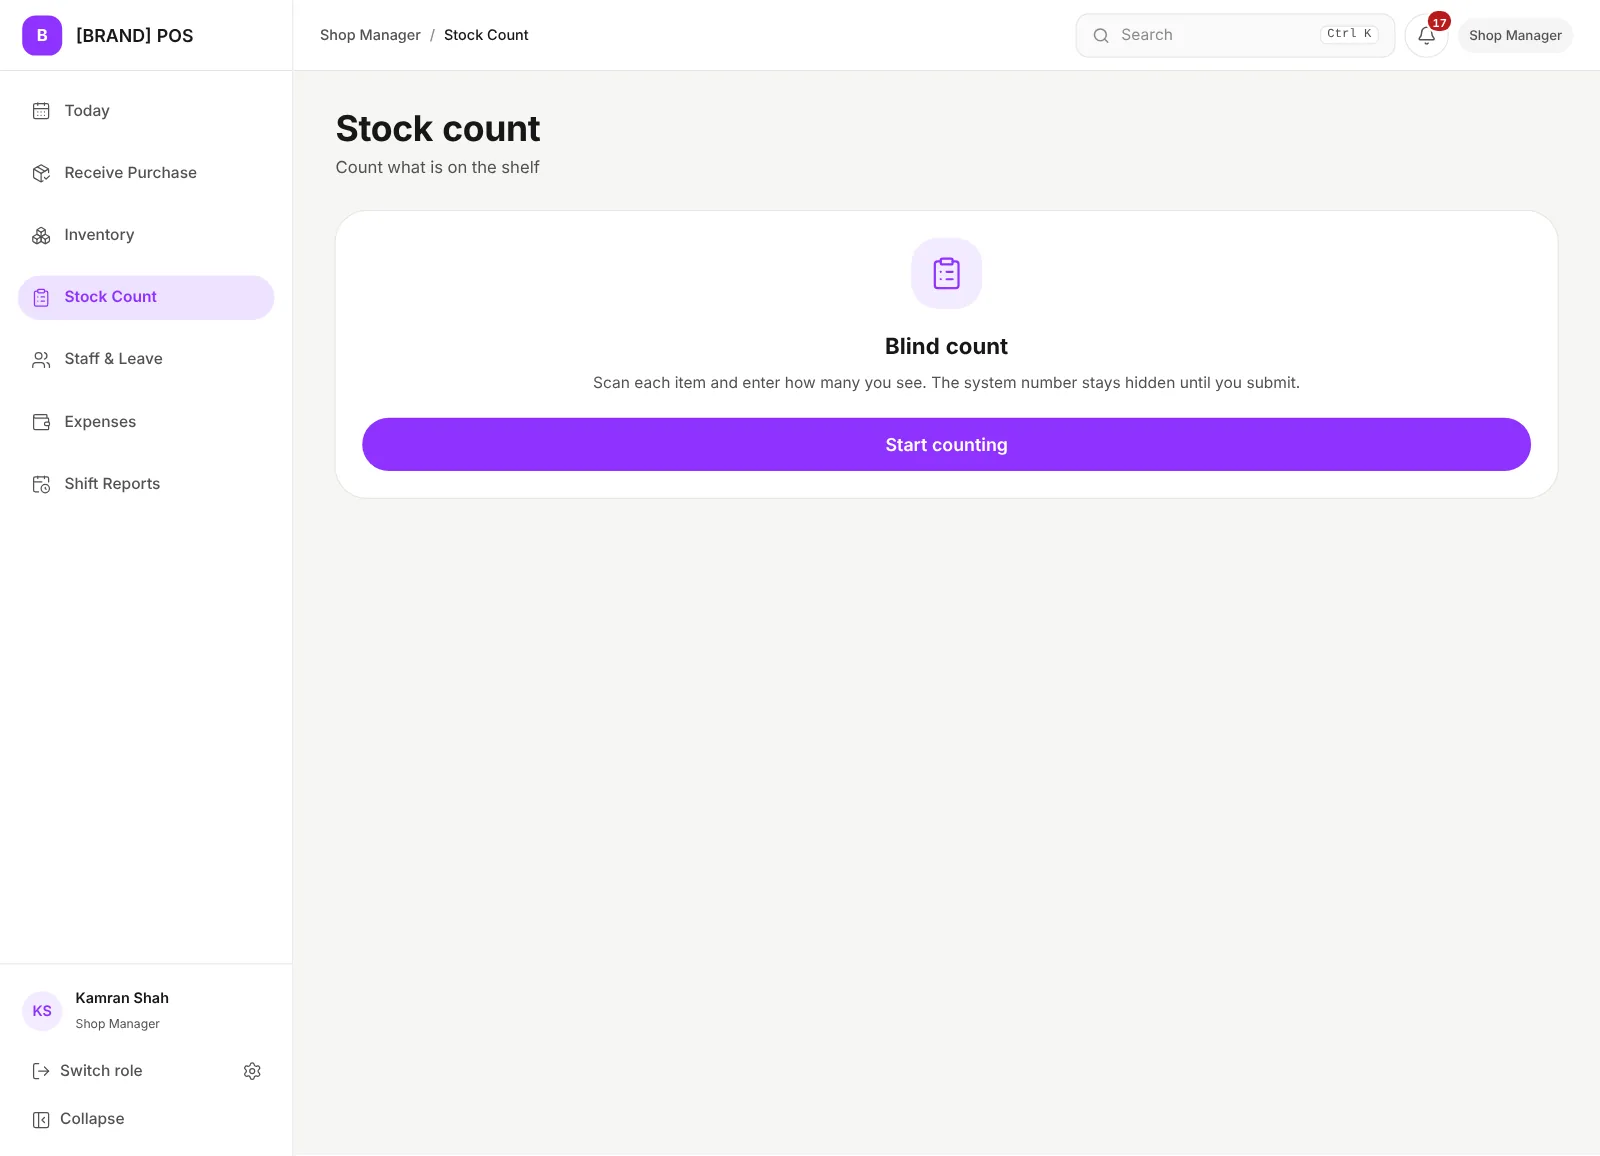 B [BRAND] POS
Shop Manager / Stock Count
Search Ctrl K
17
Shop Manager
Today
Receive Purchase
Inventory
Stock Count
Staff & Leave
Expenses
Shift Reports
Stock count
Count what is on the shelf
Blind count
Scan each item and enter how many you see. The system number stays hidden until you submit.
Start counting
KS
Kamran Shah
Shop Manager
Switch role
Collapse